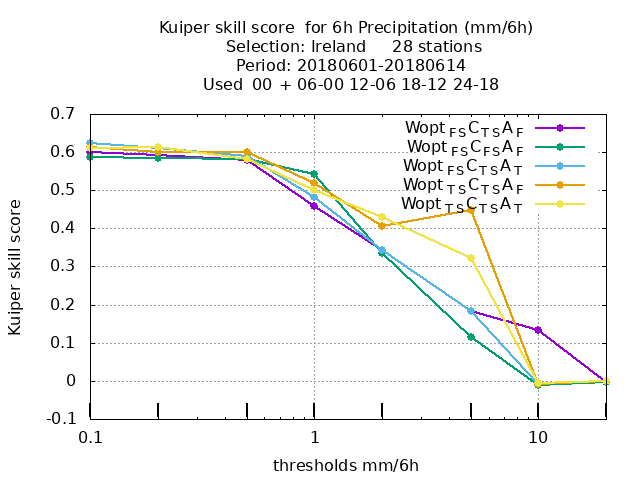 Kuiper skill score  for 6h Precipitation (mm/6h)
Selection: Ireland     28 stations
Period: 20180601-20180614
Used  00  + 06-00 12-06 18-12 24-18
Wopt FS C TS A F
Wopt FS C FS A F
Wopt FS C TS A T
Wopt TS C TS A F
Wopt TS C TS A T
Kuiper skill score
0.7
0.6
0.5
0.4
0.3
0.2
0.1
0
-0.1
0.1 1 10
thresholds mm/6h